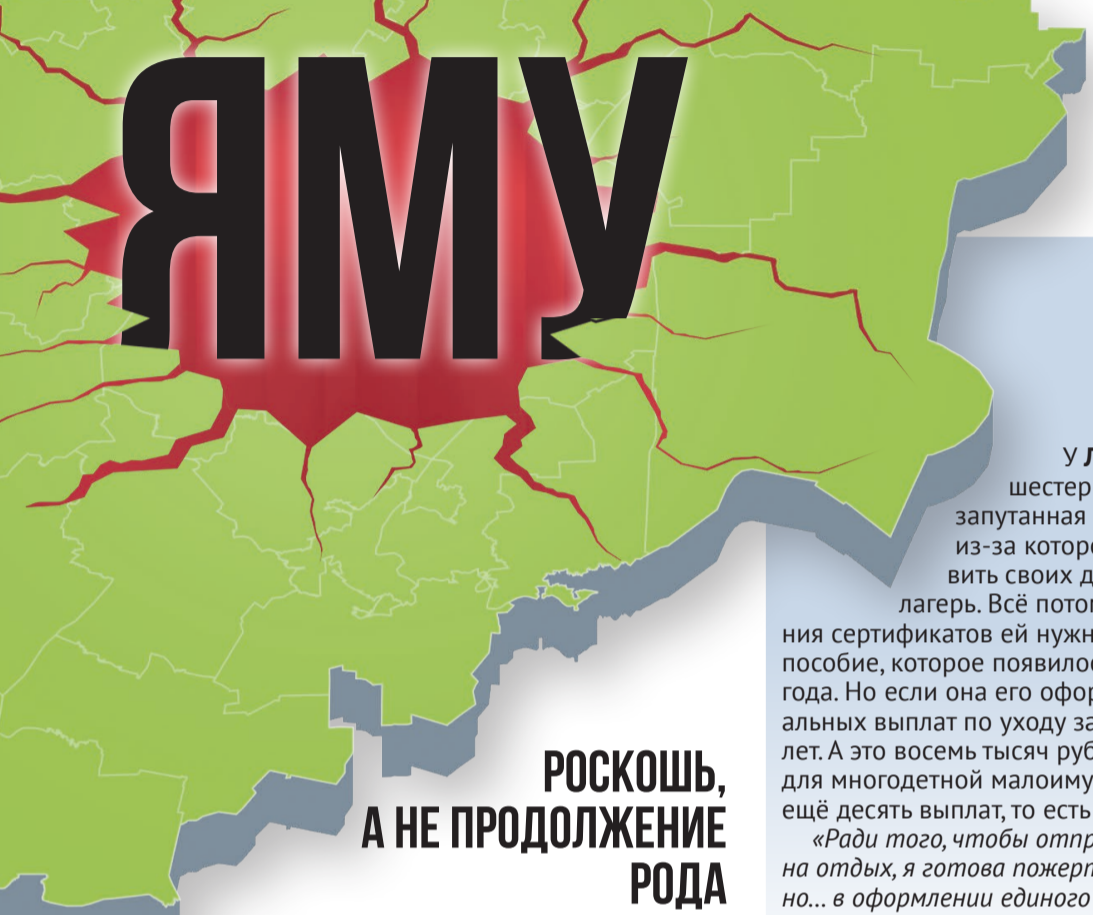 ЯМУ
РОСКОШЬ,
А НЕ ПРОДОЛЖЕНИЕ
РОДА
У
шестер
запутанная
из-за которо
вить своих д
лагерь. Всё пото
ния сертификатов ей нужн
пособие, которое появилос
года. Но если она его офор
альных выплат по уходу за
лет. А это восемь тысяч руб
для многодетной малоиму
ещё десять выплат, то есть
«Ради того, чтобы отпр
на отдых, я готова пожерт
но... в оформлении единого